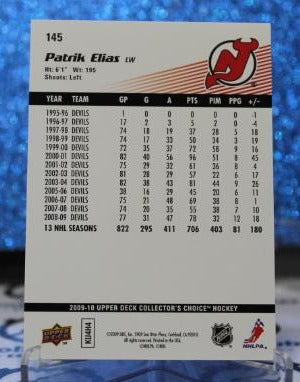 145
Patrik Elias LW
Ht: 6'1" Wt: 195
Shoots: Left
YEAR TEAM GP G A PTS PIM PPG +/-
1995-96 DEVILS 1 0 0 0 0 0 -1
1996-97 DEVILS 17 2 3 5 2 0 -4
1997-98 DEVILS 74 18 19 37 28 5 18
1998-99 DEVILS 74 17 33 50 34 3 19
1999-00 DEVILS 72 35 37 72 58 9 16
2000-01 DEVILS 82 40 56 96 51 8 45
2001-02 DEVILS 75 29 32 61 36 8 4
2002-03 DEVILS 81 28 29 57 22 6 17
2003-04 DEVILS 82 38 43 81 44 9 26
2005-06 DEVILS 38 16 29 45 20 6 11
2006-07 DEVILS 75 21 48 69 38
2007-08 DEVILS 74 20 35 55 38 7 10
2008-09 DEVILS 77 31 47 78 32 12 18
13 NHL SEASONS 822 295 411 706 403 81 180
2009-10 UPPER DECK COLLECTOR'S CHOICE HOCKEY
UPPER DECK
NHL
NHLPA